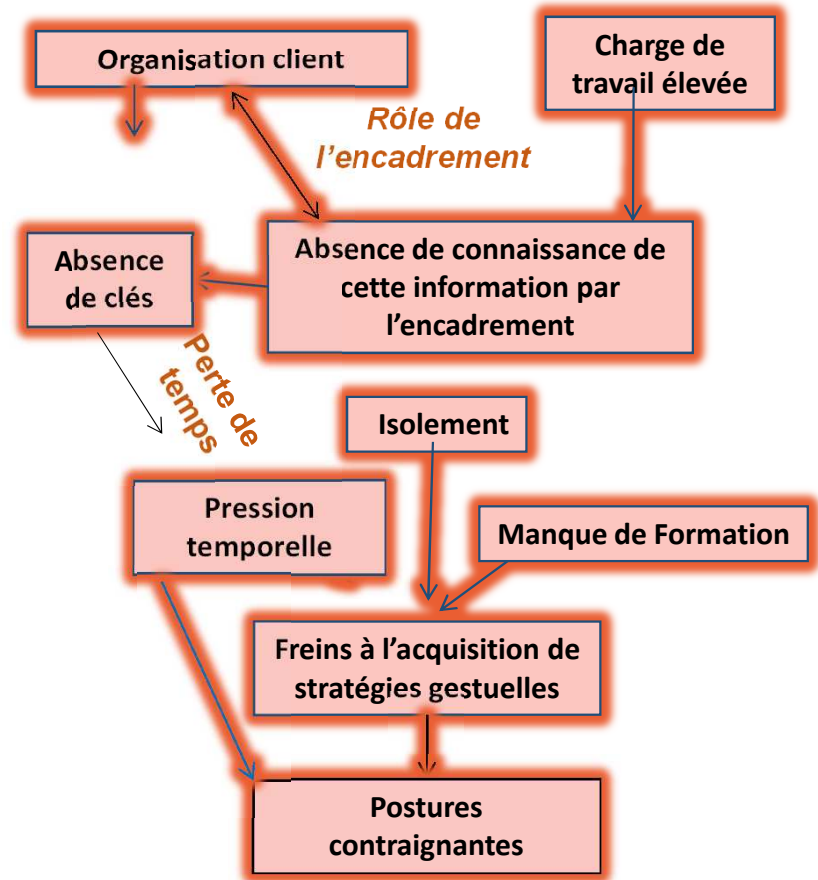 Organisation client
Charge de
travail élevée
Rôle de
l'encadrement
Absence
de clés
Absence de connaissance de
cette information par
l'encadrement
Perte de
temps
Isolement
Pression
temporelle
Manque de Formation
Freins à l'acquisition de
stratégies gestuelles
Postures
contraignantes